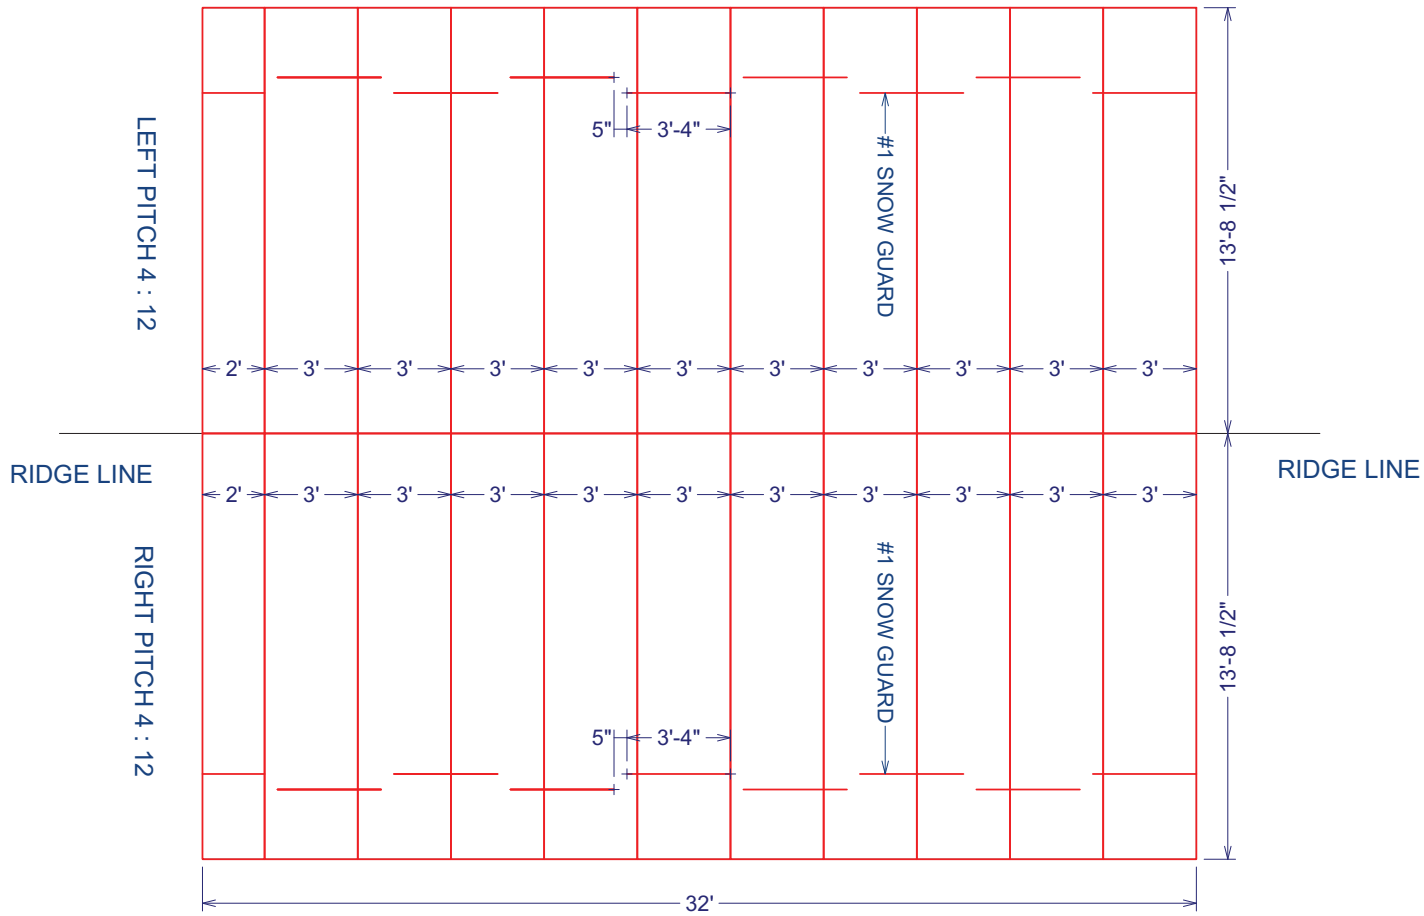 5" 3'-4"
LEFT PITCH 4 : 12
#1 SNOW GUARD
13'-8 1/2"
2' 3' 3' 3' 3' 3' 3' 3' 3' 3' 3'
RIDGE LINE
RIDGE LINE
2' 3' 3' 3' 3' 3' 3' 3' 3' 3' 3'
RIGHT PITCH 4 : 12
#1 SNOW GUARD
13'-8 1/2"
5" 3'-4"
32'